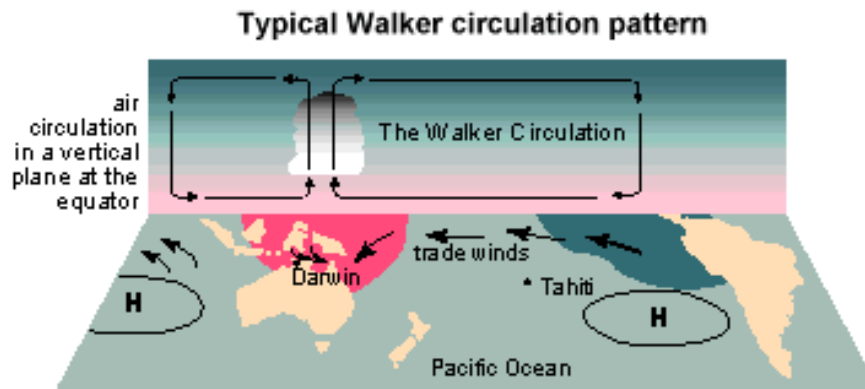 Typical Walker circulation pattern
air
circulation
in a vertical
plane at the
equator
The Walker Circulation
trade winds
Darwin
Tahiti
H
H
Pacific Ocean